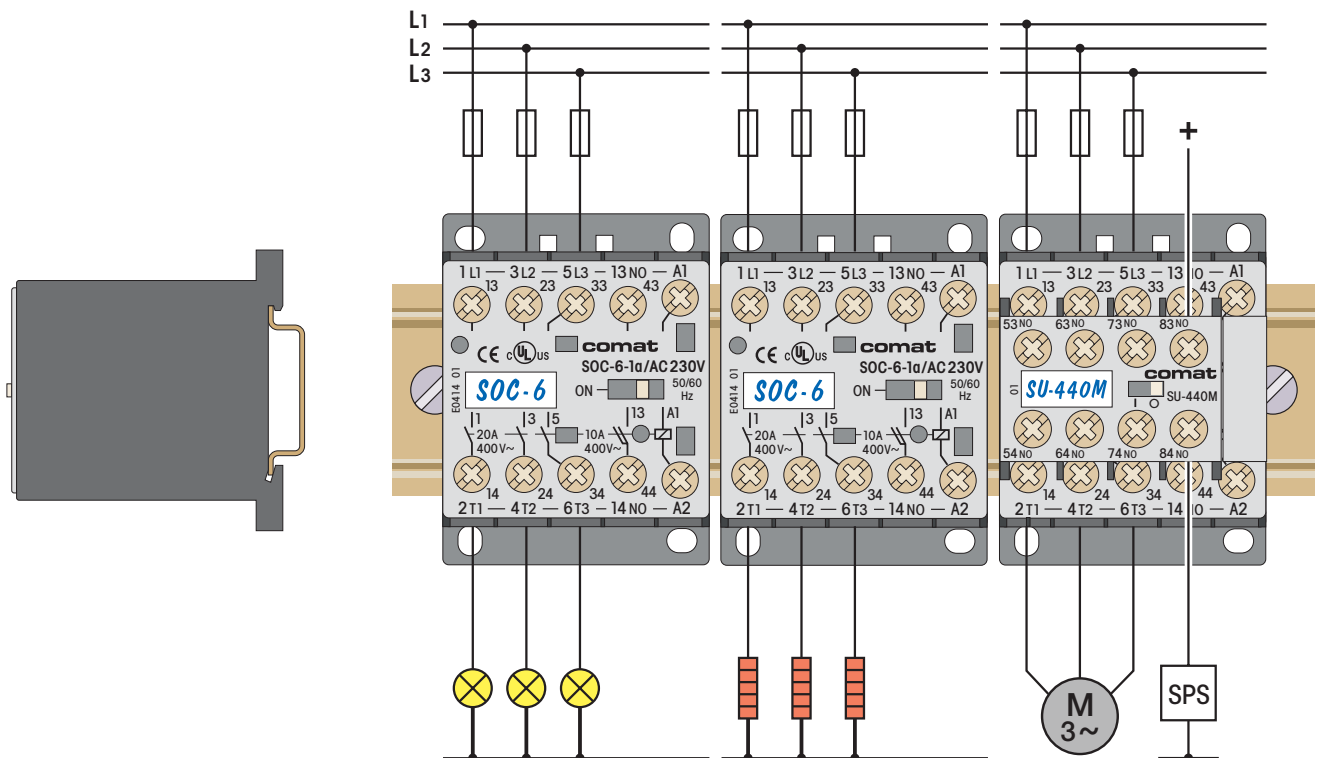 L1
L2
L3
+
1 L1 — 3 L2 — 5 L3 — 13 NO — A1
13 23 33 43
CE c UL US comat
SOC-6-1a/AC 230V
E0414 01
SOC-6
ON
50/60
Hz
1 3 5 13 A1
20A 10A
400V~ 400V~
14 24 34 44
2 T1 — 4 T2 — 6 T3 — 14 NO — A2
1 L1 — 3 L2 — 5 L3 — 13 NO — A1
13 23 33 43
CE c UL US comat
SOC-6-1a/AC 230V
E0414 01
SOC-6
ON
50/60
Hz
1 3 5 13 A1
20A 10A
400V~ 400V~
14 24 34 44
2 T1 — 4 T2 — 6 T3 — 14 NO — A2
1 L1 — 3 L2 — 5 L3 — 13 NO — A1
13 23 33 43
53 NO 63 NO 73 NO 83 NO
comat
01
SU-440M
SU-440M
54 NO 64 NO 74 NO 84 NO
14 24 34 44
2 T1 — 4 T2 — 6 T3 — 14 NO — A2
M
3~
SPS